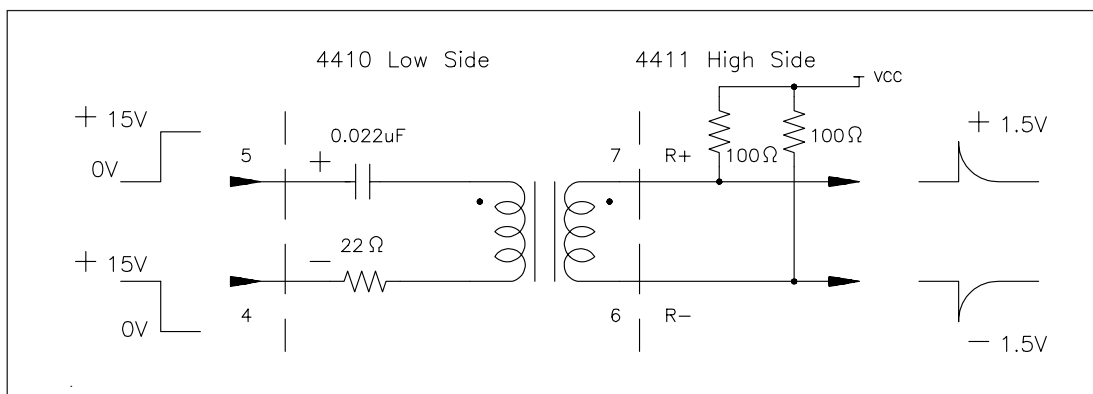 4410 Low Side
4411 High Side
VCC
+ 15V
0V
5
+
0.022uF
7
R+
100Ω
100Ω
+ 1.5V
+ 15V
0V
4
−
22Ω
6
R−
− 1.5V